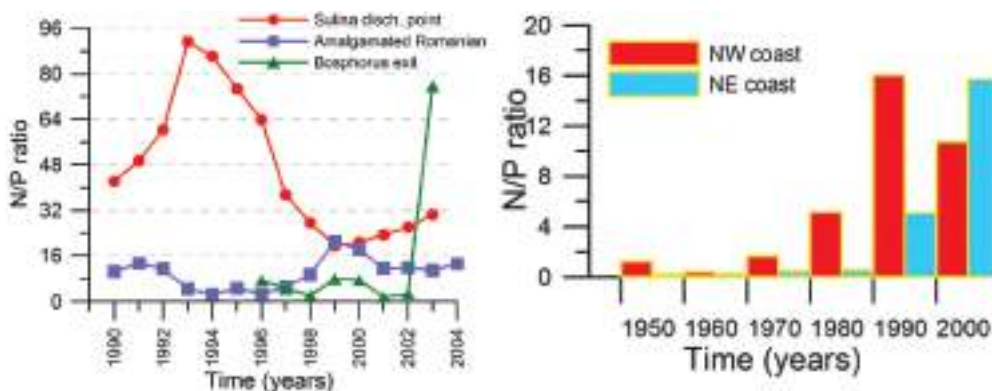 Sulina disch. point
Amalgamated Romanian
Bosphorus exit
96
80
64
48
32
16
0
N/P ratio
1990
1992
1994
1996
1998
2000
2002
2004
Time (years)
NW coast
NE coast
20
16
12
8
4
0
N/P ratio
1950 1960 1970 1980 1990 2000
Time (years)